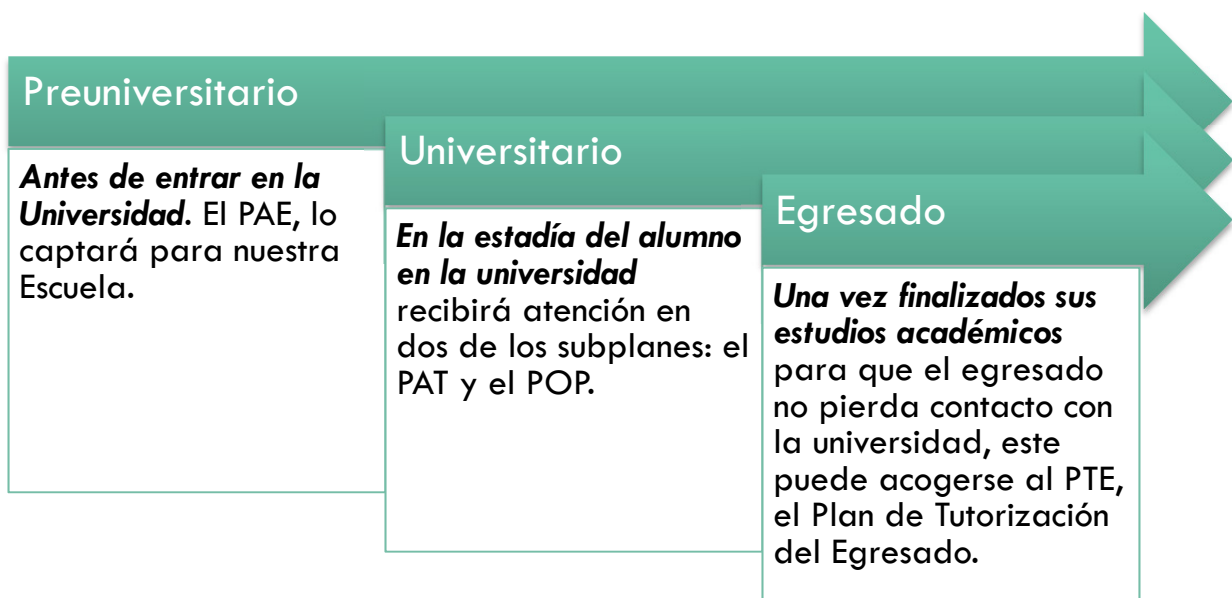 Preuniversitario
Antes de entrar en la
Universidad. El PAE, lo
captará para nuestra
Escuela.
Universitario
En la estadía del alumno
en la universidad
recibirá atención en
dos de los subplanes: el
PAT y el POP.
Egresado
Una vez finalizados sus
estudios académicos
para que el egresado
no pierda contacto con
la universidad, este
puede acogerse al PTE,
el Plan de Tutorización
del Egresado.